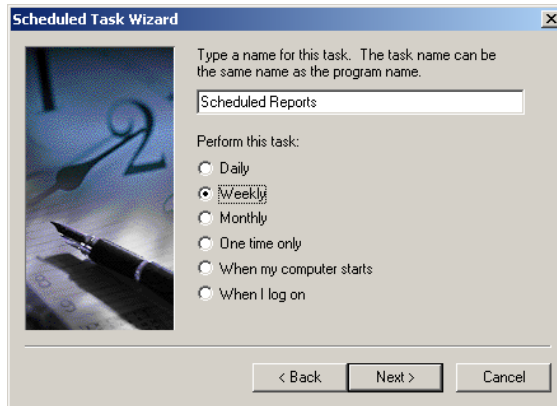 Scheduled Task Wizard
Type a name for this task. The task name can be
the same name as the program name.
Scheduled Reports
Perform this task:
Daily
Weekly
Monthly
One time only
When my computer starts
When I log on
< Back
Next >
Cancel